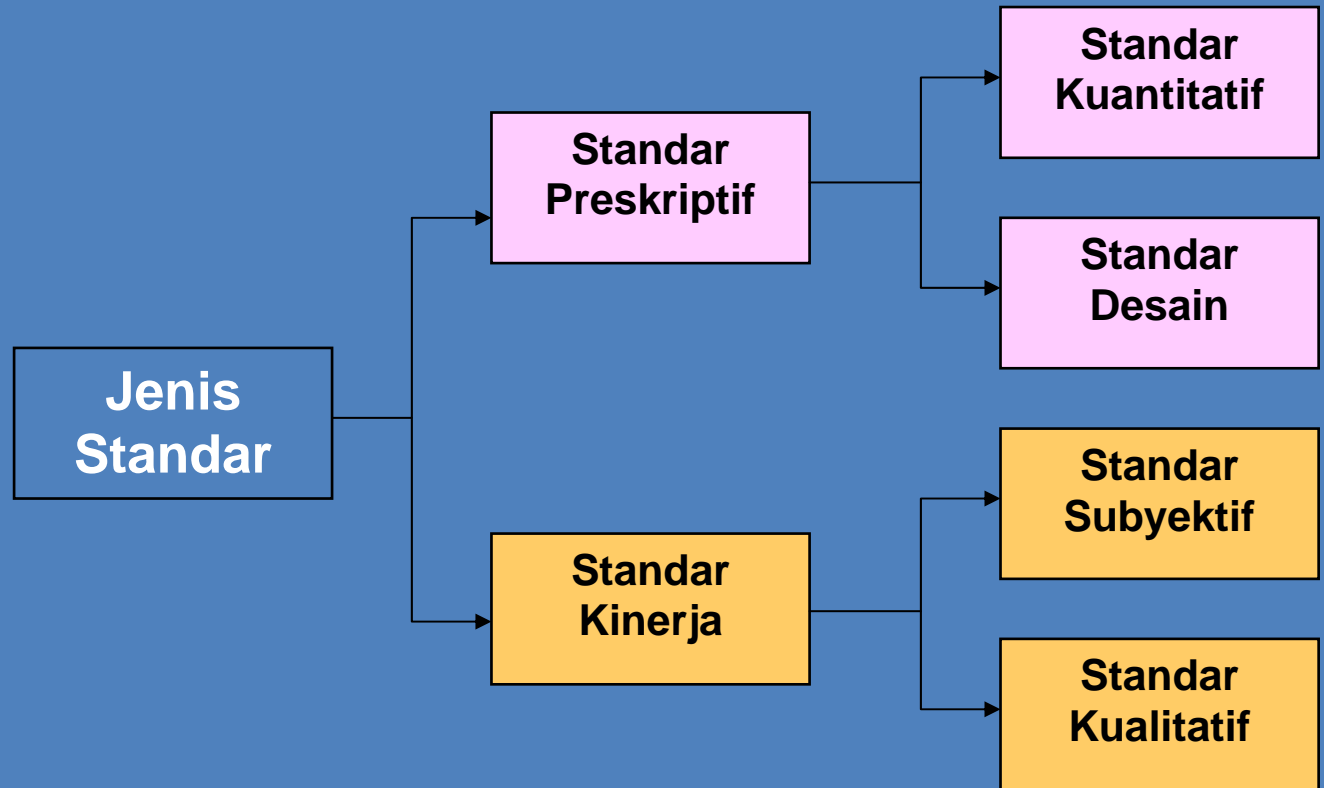 Jenis
Standar
Standar
Preskriptif
Standar
Kuantitatif
Standar
Desain
Standar
Kinerja
Standar
Subyektif
Standar
Kualitatif